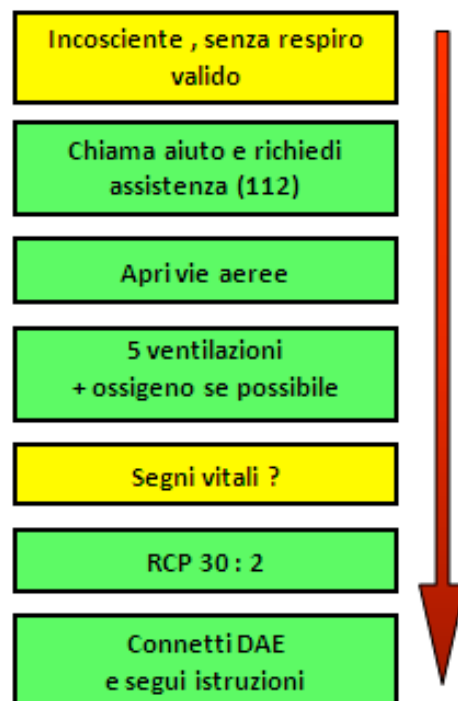 Incosciente , senza respiro
valido
Chiama aiuto e richiedi
assistenza (112)
Apri vie aeree
5 ventilazioni
+ ossigeno se possibile
Segni vitali ?
RCP 30 : 2
Connetti DAE
e segui istruzioni